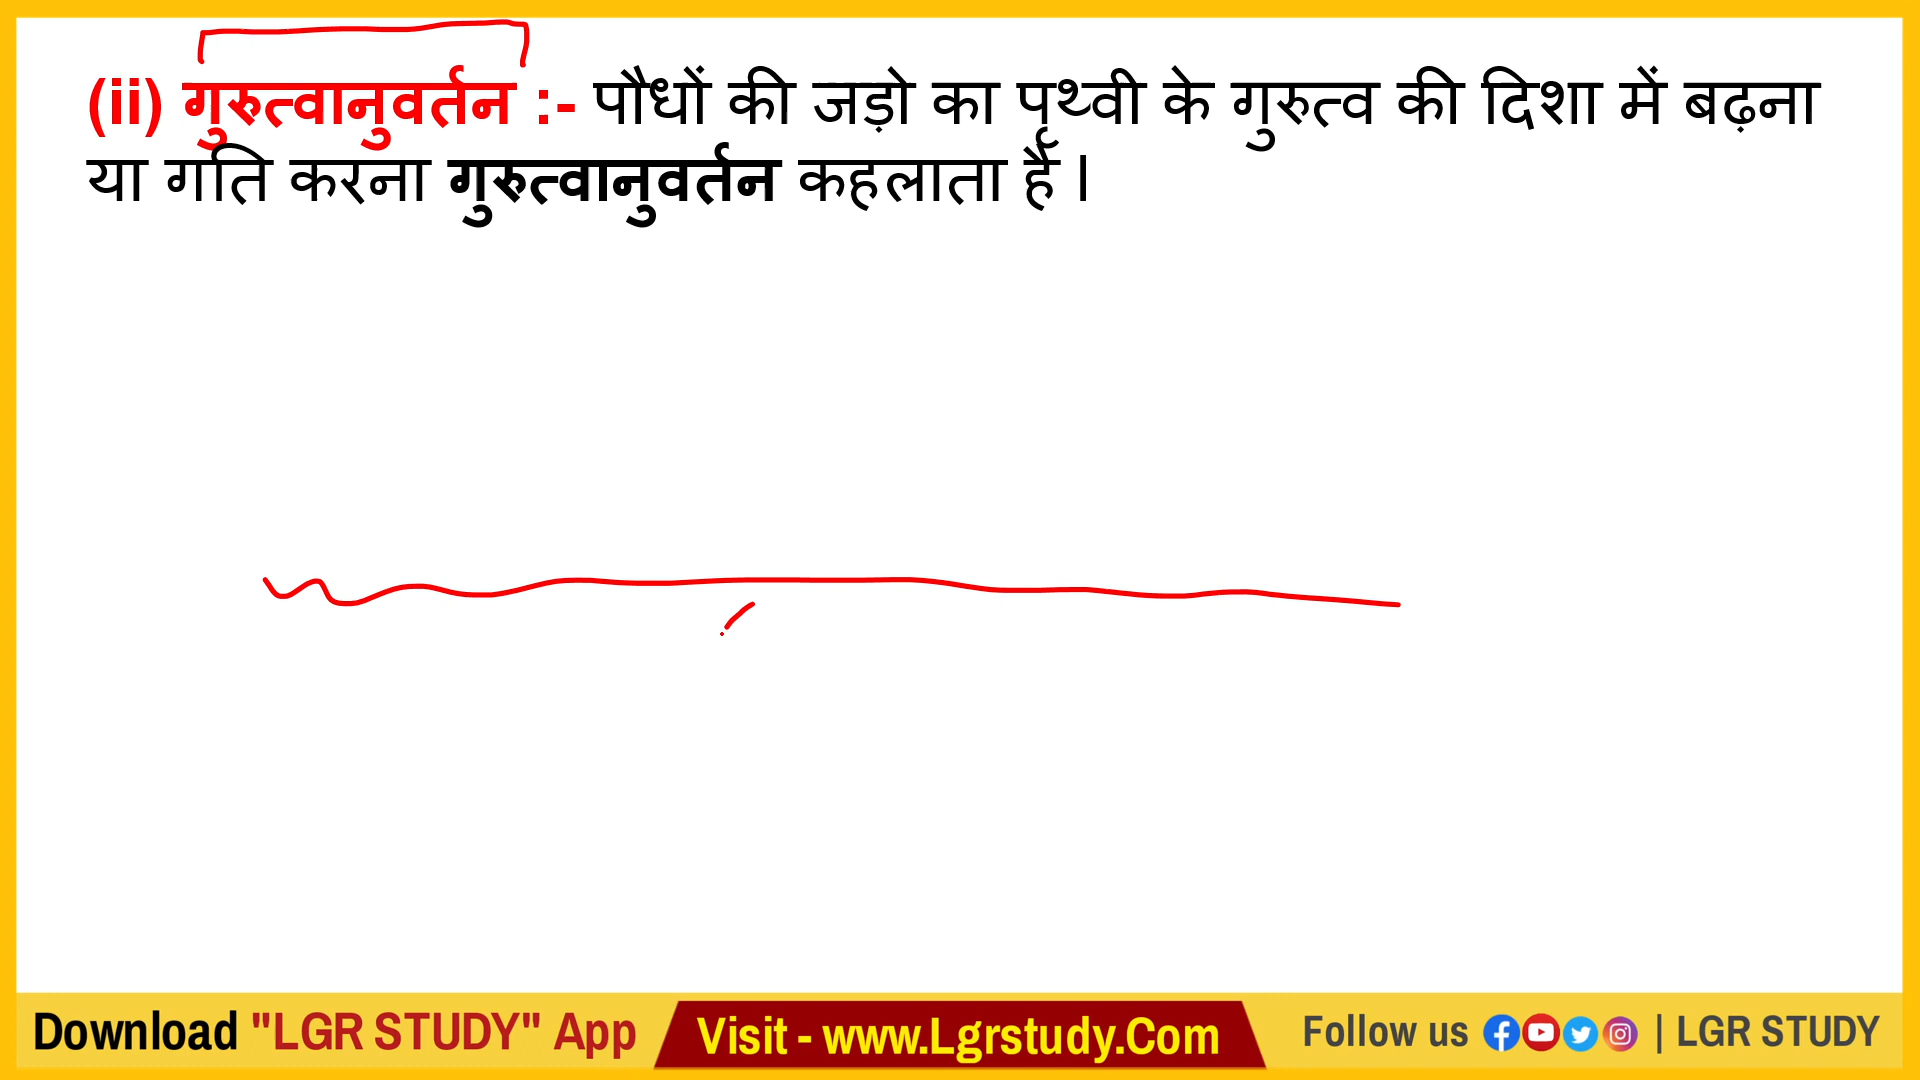 (ii) गुरुत्वानुवर्तन :- पौधों की जड़ो का पृथ्वी के गुरुत्व की दिशा में बढ़ना
या गति करना गुरुत्वानुवर्तन कहलाता है ।
Download "LGR STUDY" App Visit - www.Lgrstudy.Com Follow us | LGR STUDY